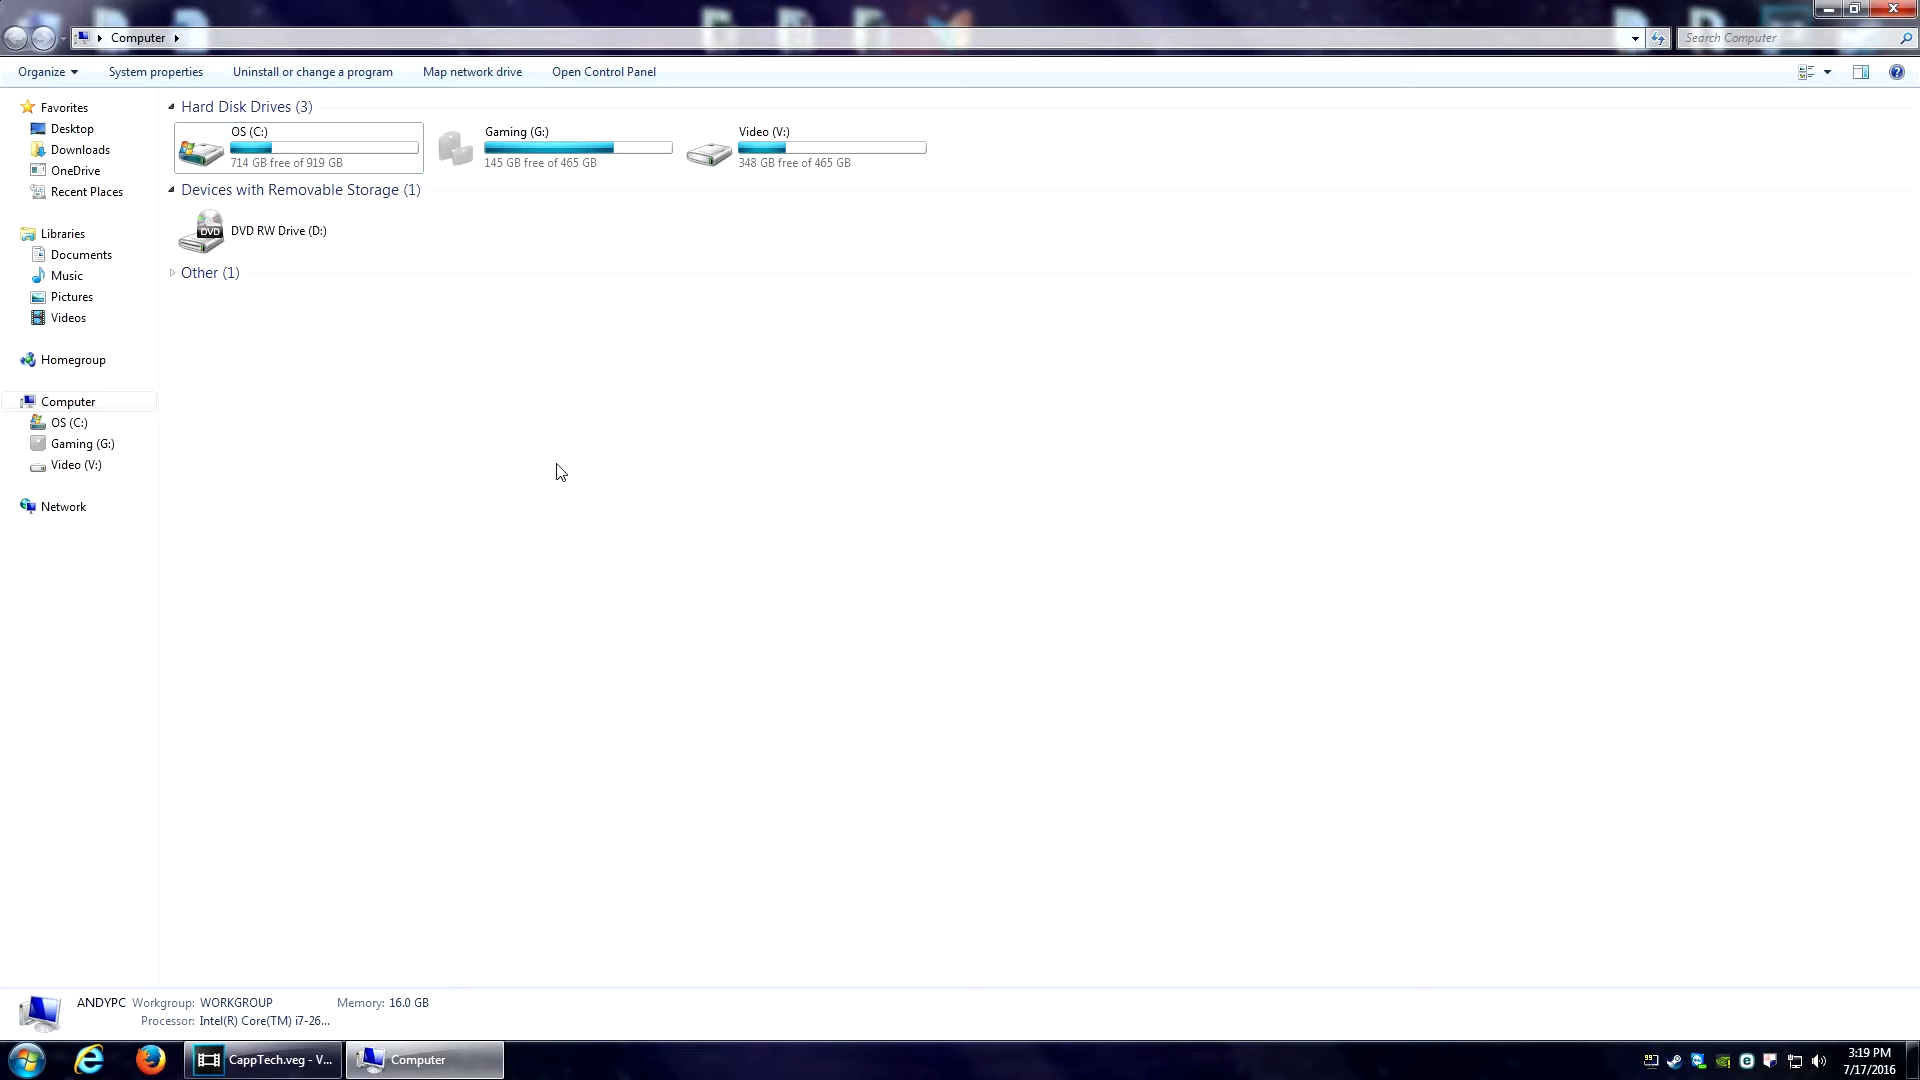 Computer
Search Computer
Organize
System properties
Uninstall or change a program
Map network drive
Open Control Panel
Favorites
Desktop
Downloads
OneDrive
Recent Places
Libraries
Documents
Music
Pictures
Videos
Homegroup
Computer
OS (C:)
Gaming (G:)
Video (V:)
Network
Hard Disk Drives (3)
OS (C:)
714 GB free of 919 GB
Gaming (G:)
145 GB free of 465 GB
Video (V:)
348 GB free of 465 GB
Devices with Removable Storage (1)
DVD
DVD RW Drive (D:)
Other (1)
ANDYPC Workgroup: WORKGROUP Memory: 16.0 GB
Processor: Intel(R) Core(TM) i7-26...
CappTech.veg - V...
Computer
3:19 PM
7/17/2016